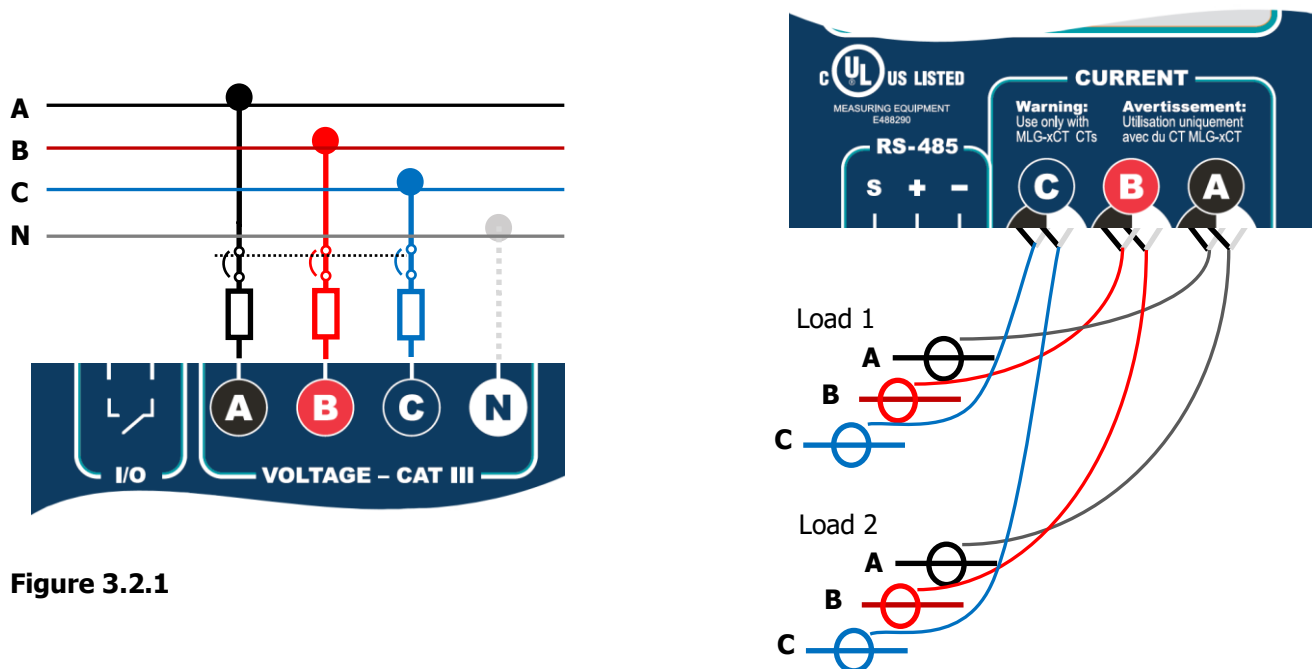 A
B
C
N
A
B
C
N
I/O
VOLTAGE – CAT III
Figure 3.2.1
C UL US LISTED
MEASURING EQUIPMENT
E488290
RS-485
S + −
CURRENT
Warning:
Use only with
MLG-xCT CTs
Avertissement:
Utilisation uniquement
avec du CT MLG-xCT
C
B
A
Load 1
A
B
C
Load 2
A
B
C